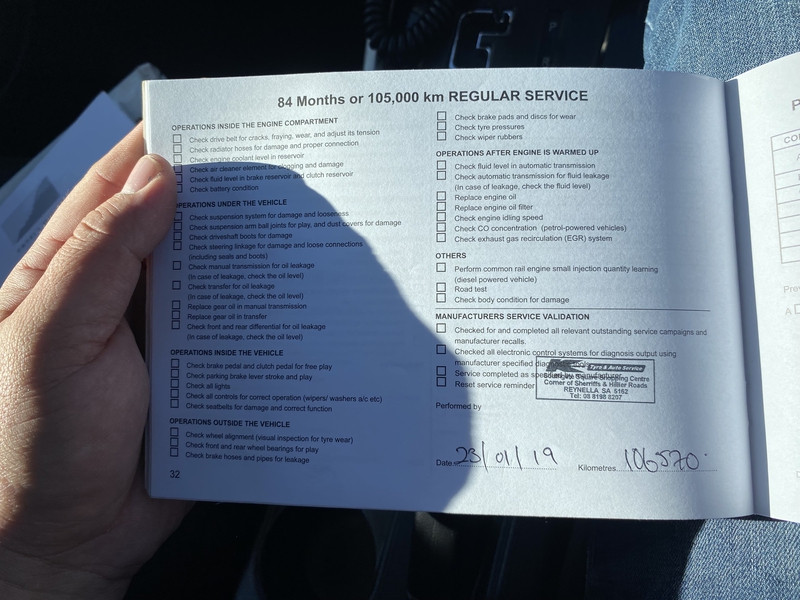 84 Months or 105,000 km REGULAR SERVICE
OPERATIONS INSIDE THE ENGINE COMPARTMENT
Check drive belt for cracks, fraying, wear, and adjust its tension
Check radiator hoses for damage and proper connection
Check engine coolant level in reservoir
Check air cleaner element for clogging and damage
Check fluid level in brake reservoir and clutch reservoir
Check battery condition
OPERATIONS UNDER THE VEHICLE
Check suspension system for damage and looseness
Check suspension arm ball joints for play, and dust covers for damage
Check driveshaft boots for damage
Check steering linkage for damage and loose connections
(including seals and boots)
Check manual transmission for oil leakage
(In case of leakage, check the oil level)
Check transfer for oil leakage
(In case of leakage, check the oil level)
Replace gear oil in manual transmission
Replace gear oil in transfer
Check front and rear differential for oil leakage
(In case of leakage, check the oil level)
OPERATIONS INSIDE THE VEHICLE
Check brake pedal and clutch pedal for free play
Check parking brake lever stroke and play
Check all lights
Check all controls for correct operation (wipers/ washers a/c etc)
Check seatbelts for damage and correct function
OPERATIONS OUTSIDE THE VEHICLE
Check wheel alignment (visual inspection for tyre wear)
Check front and rear wheel bearings for play
Check brake hoses and pipes for leakage
32
Check brake pads and discs for wear
Check tyre pressures
Check wiper rubbers
OPERATIONS AFTER ENGINE IS WARMED UP
Check fluid level in automatic transmission
Check automatic transmission for fluid leakage
(In case of leakage, check the fluid level)
Replace engine oil
Replace engine oil filter
Check engine idling speed
Check CO concentration (petrol-powered vehicles)
Check exhaust gas recirculation (EGR) system
OTHERS
Perform common rail engine small injection quantity learning
(diesel powered vehicle)
Road test
Check body condition for damage
MANUFACTURERS SERVICE VALIDATION
Checked for and completed all relevant outstanding service campaigns and
manufacturer recalls.
Checked all electronic control systems for diagnosis output using
manufacturer specified
Service completed as specified by manufacturer
Reset service reminder
Tyre & Auto Service
Shopping Centre
Corner of Sherriffs & Hillier Roads
REYNELLA SA 5162
Tel: 08 8198 8207
Performed by
Date 23/01/19 Kilometres 106570